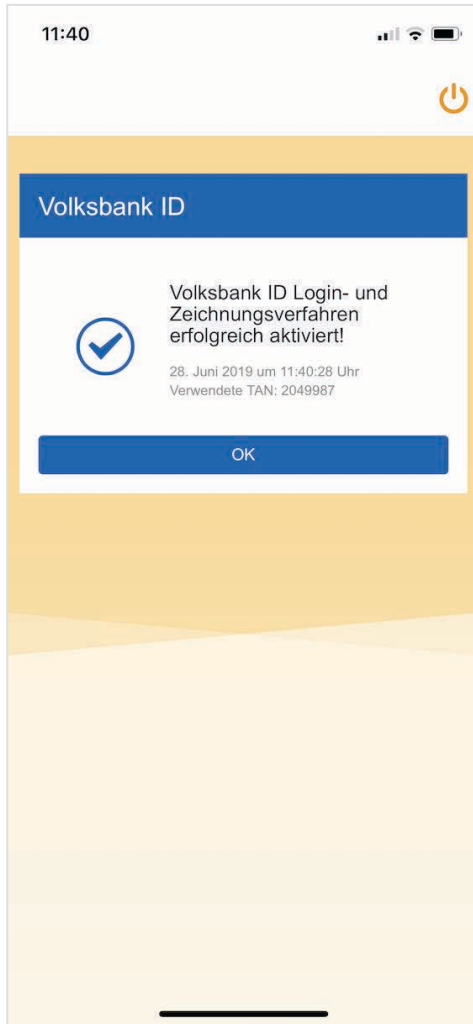 11:40
Volksbank ID
Volksbank ID Login- und
Zeichnungsverfahren
erfolgreich aktiviert!
28. Juni 2019 um 11:40:28 Uhr
Verwendete TAN: 2049987
OK